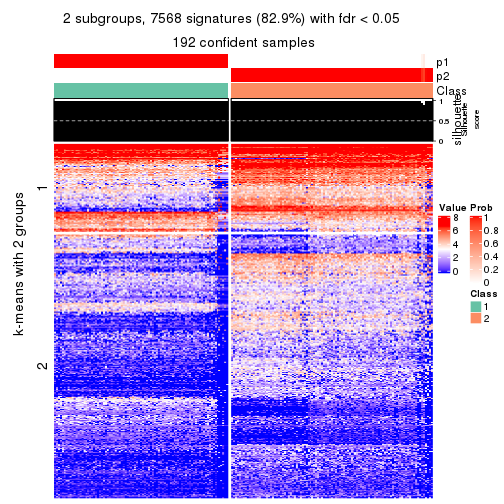 2 subgroups, 7568 signatures (82.9%) with fdr < 0.05
192 confident samples
p1
p2
Class
1
0.5
0
silhouette
Silhouette
score
k-means with 2 groups
1
2
Value
8
6
4
2
0
Prob
1
0.8
0.6
0.4
0.2
0
Class
1
2